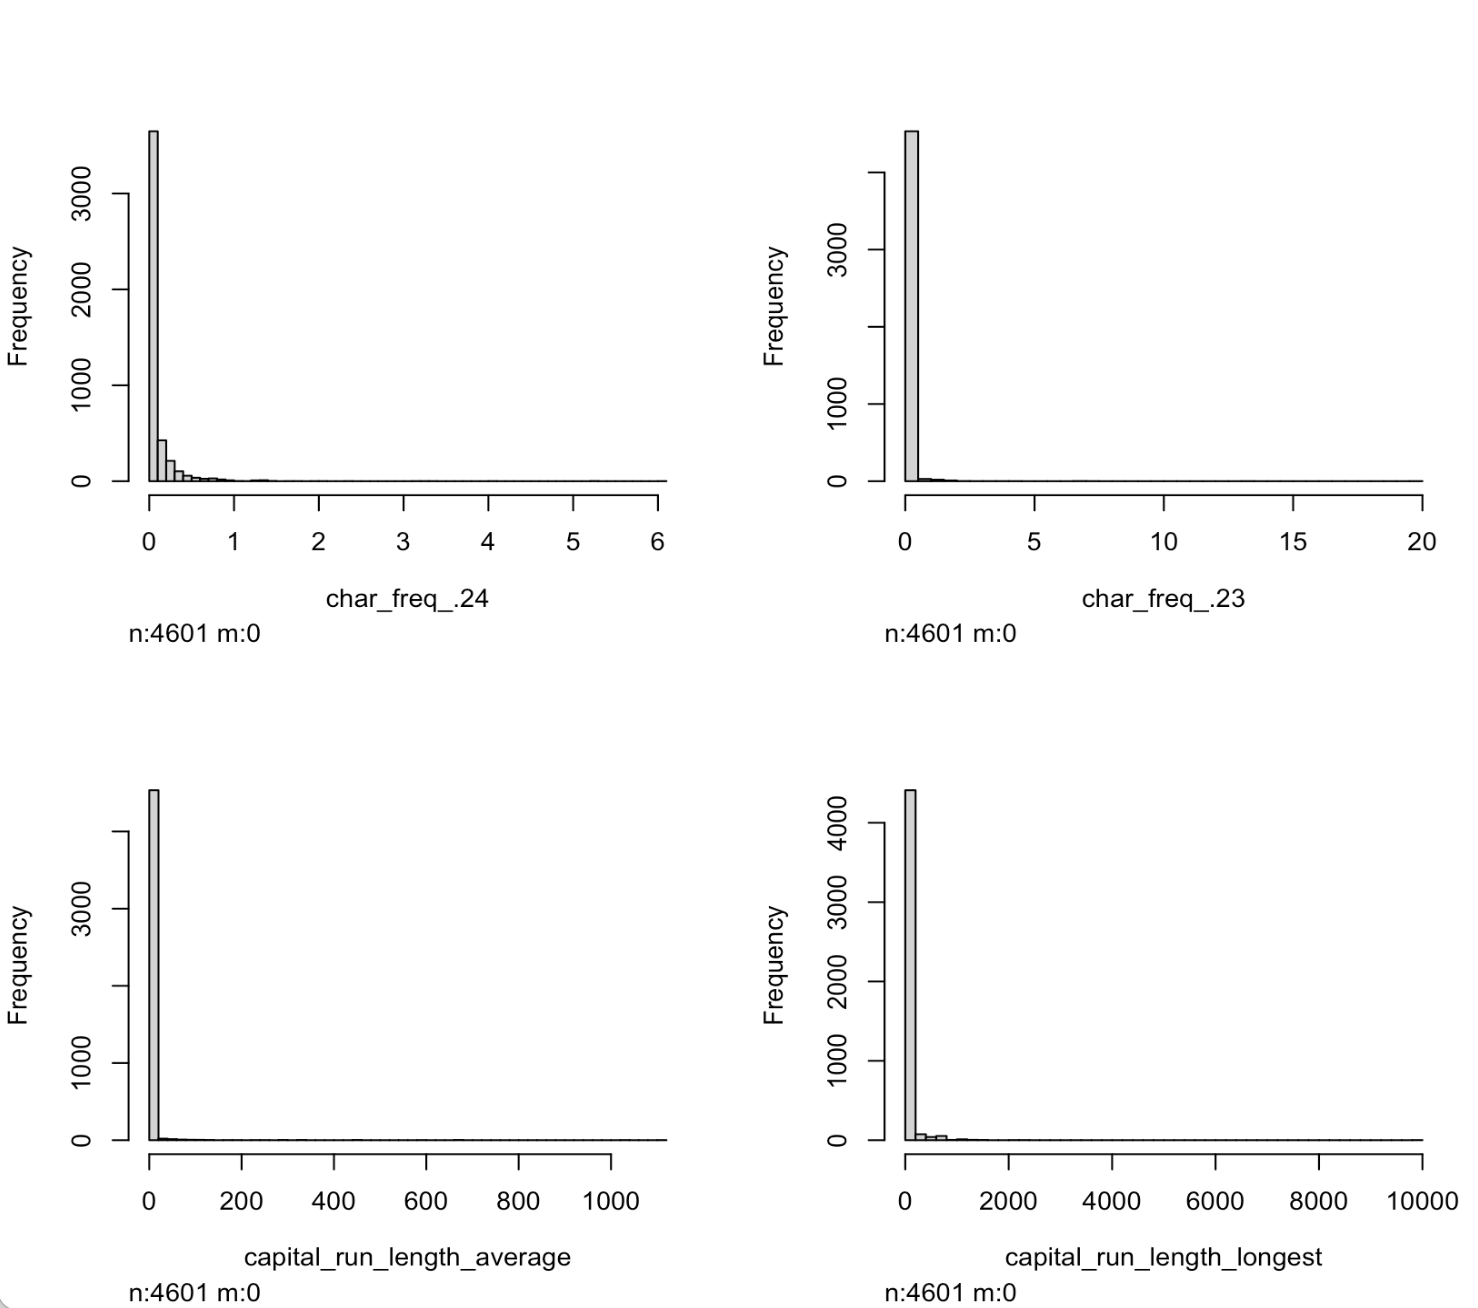 Frequency
3000
2000
1000
0
0 1 2 3 4 5 6
char_freq_.24
n:4601 m:0
Frequency
3000
1000
0
0 5 10 15 20
char_freq_.23
n:4601 m:0
Frequency
3000
1000
0
0 200 400 600 800 1000
capital_run_length_average
n:4601 m:0
Frequency
4000
3000
2000
1000
0
0 2000 4000 6000 8000 10000
capital_run_length_longest
n:4601 m:0